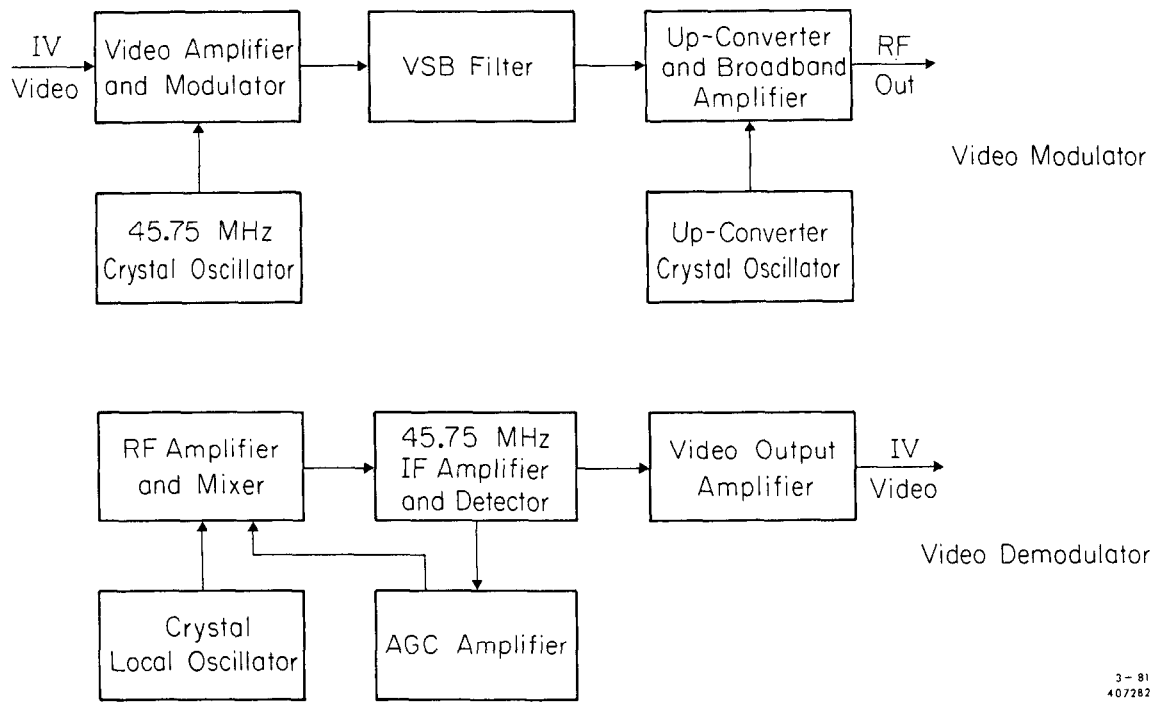 IV
Video
Video Amplifier
and Modulator
VSB Filter
Up-Converter
and Broadband
Amplifier
RF
Out
Video Modulator
45.75 MHz
Crystal Oscillator
Up-Converter
Crystal Oscillator
RF Amplifier
and Mixer
45.75 MHz
IF Amplifier
and Detector
Video Output
Amplifier
IV
Video
Video Demodulator
Crystal
Local Oscillator
AGC Amplifier
3-81
407282